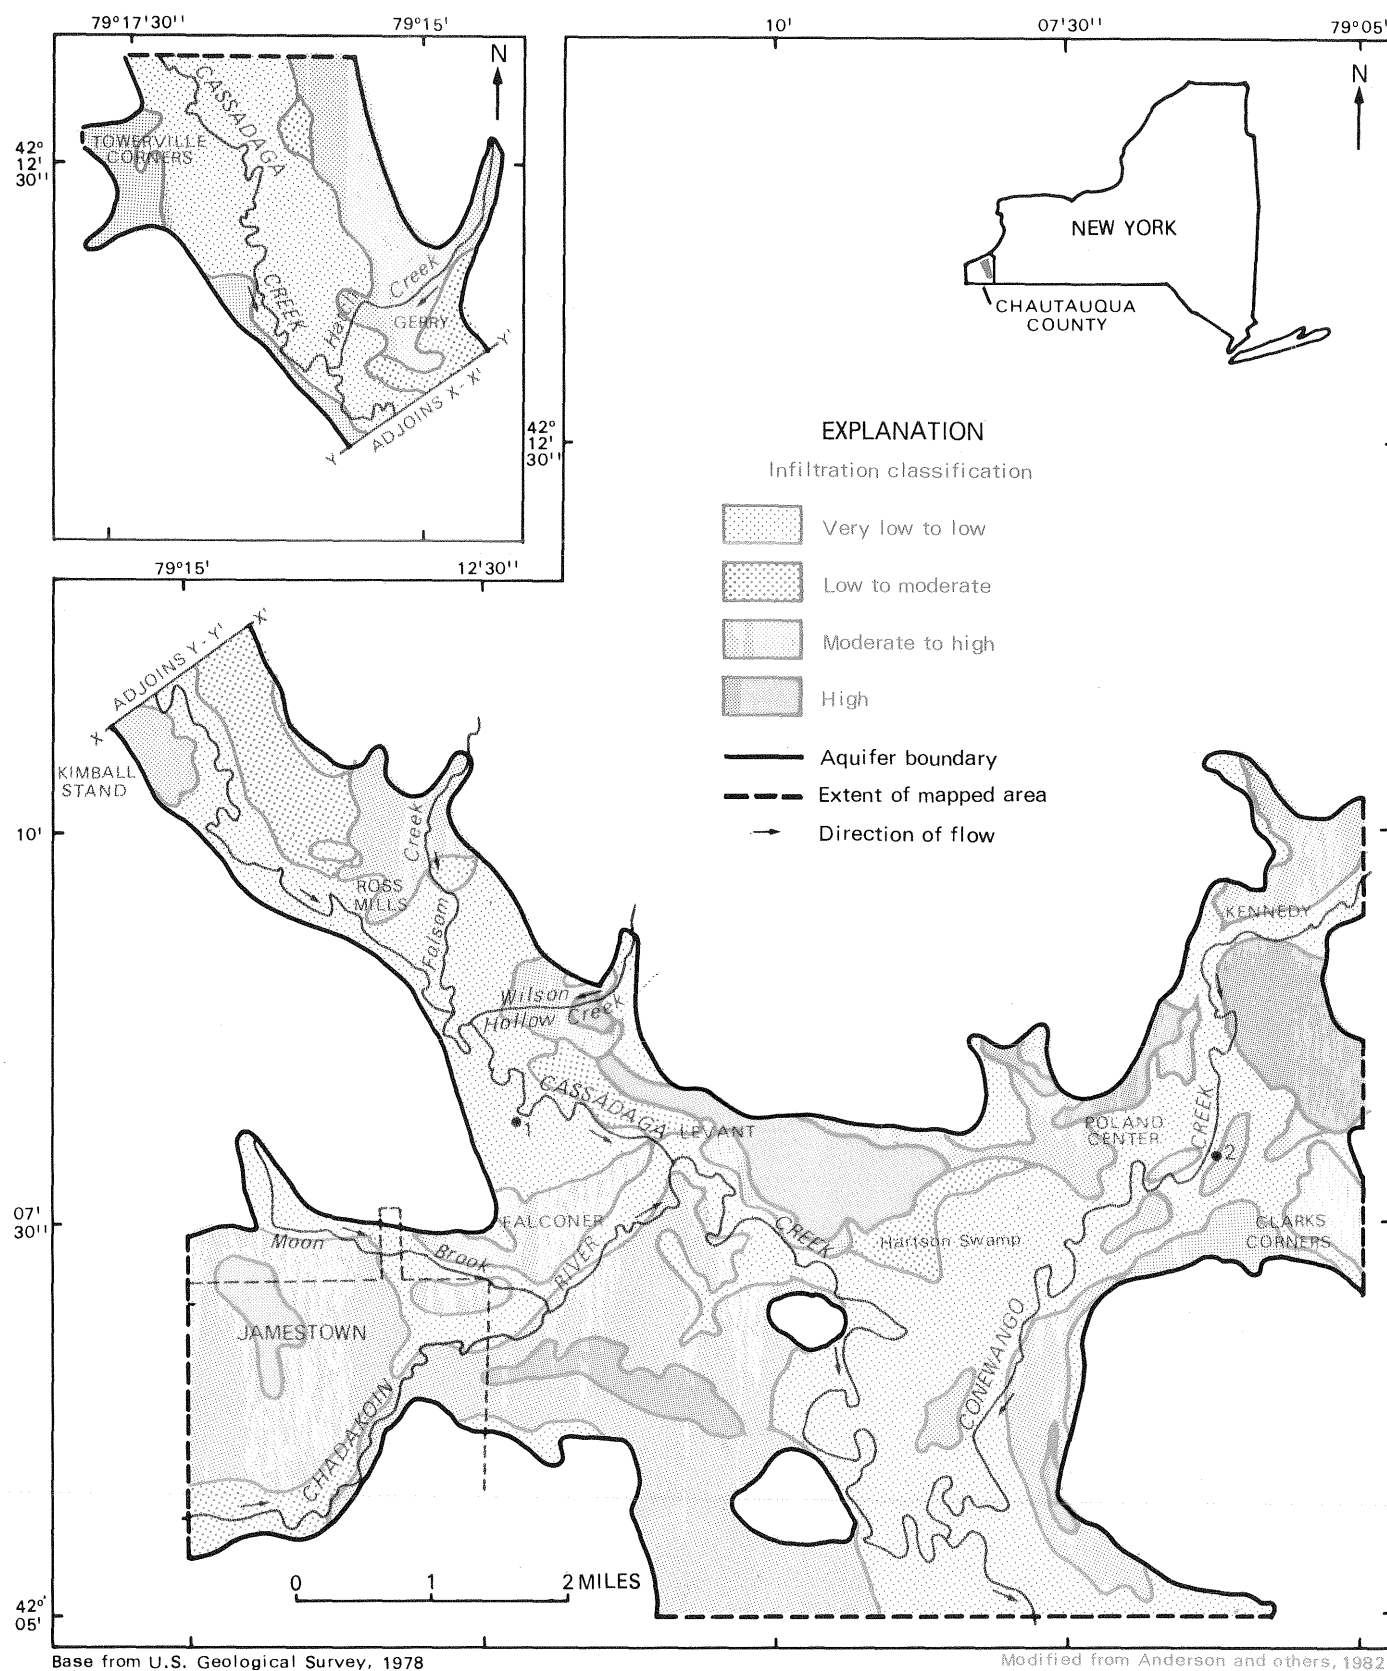 79°17'30'' 79°15' 10' 07'30'' 79°05'
N
N
CASSADAGA
TOWERVILLE
CORNERS
42°
12'
30''
CREEK
Creek
GERRY
Y'
Y
ADJOINS X-X'
NEW YORK
CHAUTAUQUA
COUNTY
42°
12'
30''
EXPLANATION
Infiltration classification
Very low to low
Low to moderate
Moderate to high
High
Aquifer boundary
Extent of mapped area
Direction of flow
79°15' 12'30''
X'
ADJOINS Y-Y'
X
KIMBALL
STAND
10'
Creek
ROSS
MILLS
Folsom
KENNEDY
Wilson
Hollow Creek
CASSADAGA
LEVANT
1
POLAND
CENTER
CREEK
2
07'
30''
FALCONER
Moon
Brook
RIVER
CREEK
Hartson Swamp
CLARKS
CORNERS
JAMESTOWN
CHADAKOIN
CONEWANGO
0 1 2 MILES
42°
05'
Base from U.S. Geological Survey, 1978
Modified from Anderson and others, 1982